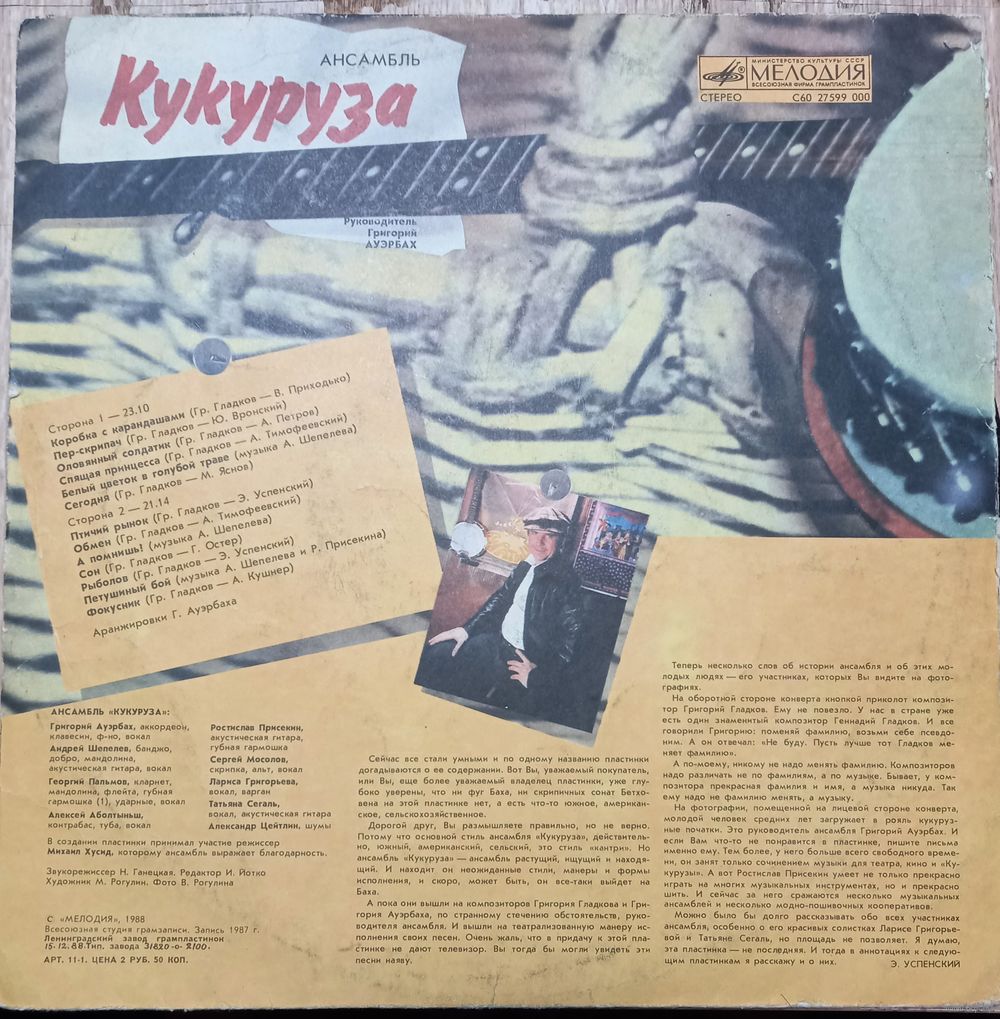 АНСАМБЛЬ
Кукуруза
Руководитель
Григорий
АУЭРБАХ
МИНИСТЕРСТВО КУЛЬТУРЫ СССР
МЕЛОДИЯ
ВСЕСОЮЗНАЯ ФИРМА ГРАМПЛАСТИНОК
СТЕРЕО С60 27599 000
Сторона 1 — 23.10
Коробка с карандашами (Гр. Гладков — В. Приходько)
Пер-скрипач (Гр. Гладков — Ю. Вронский)
Оловянный солдатик (Гр. Гладков — А. Петров)
Спящая принцесса (Гр. Гладков — А. Тимофеевский)
Белый цветок в голубой траве (музыка А. Шепелева)
Сегодня (Гр. Гладков — М. Яснов)
Сторона 2 — 21.14
Птичий рынок (Гр. Гладков — Э. Успенский)
Обмен (Гр. Гладков — А. Тимофеевский)
А помнишь! (музыка А. Шепелева)
Сон (Гр. Гладков — Г. Остер)
Рыболов (Гр. Гладков — Э. Успенский)
Петушиный бой (музыка А. Шепелева и Р. Присекина)
Фокусник (Гр. Гладков — А. Кушнер)
Аранжировки Г. Ауэрбаха
АНСАМБЛЬ «КУКУРУЗА»:
Григорий Ауэрбах, аккордеон,
клавесин, ф-но, вокал
Андрей Шепелев, банджо,
добро, мандолина,
акустическая гитара, вокал
Георгий Пальмов, кларнет,
мандолина, флейта, губная
гармошка (1), ударные, вокал
Алексей Аболтыньш,
контрабас, туба, вокал
Ростислав Присекин,
акустическая гитара,
губная гармошка
Сергей Мосолов,
скрипка, альт, вокал
Лариса Григорьева,
вокал, варган
Татьяна Сегаль,
вокал, акустическая гитара
Александр Цейтлин, шумы
В создании пластинки принимал участие режиссер
Михаил Хусид, которому ансамбль выражает благодарность.
Звукорежиссер Н. Ганецкая. Редактор И. Йотко
Художник М. Рогулин. Фото В. Рогулина
С «МЕЛОДИЯ», 1988
Всесоюзная студия грамзаписи. Запись 1987 г.
Ленинградский завод грампластинок
15.12.88. Тип. завода З1820-0-2100.
АРТ. 11-1. ЦЕНА 2 РУБ. 50 КОП.
Сейчас все стали умными и по одному названию пластинки
догадываются о ее содержании. Вот Вы, уважаемый покупатель,
или Вы, еще более уважаемый владелец пластинки, уже глу-
боко уверены, что ни фуг Баха, ни скрипичных сонат Бетхо-
вена на этой пластинке нет, а есть что-то южное, американ-
ское, сельскохозяйственное.
Дорогой друг, Вы размышляете правильно, но не верно.
Потому что основной стиль ансамбля «Кукуруза», действитель-
но, южный, американский, сельский, это стиль «кантри». Но
ансамбль «Кукуруза» — ансамбль растущий, ищущий и находя-
щий. И находит он неожиданные стили, манеры и формы
исполнения, и скоро, может быть, он все-таки выйдет на
Баха.
А пока они вышли на композиторов Григория Гладкова и Гри-
гория Ауэрбаха, по странному стечению обстоятельств, руко-
водителя ансамбля. И вышли на театрализованную манеру ис-
полнения своих песен. Очень жаль, что в придачу к этой пла-
стинке не дают телевизор. Вы тогда бы могли увидеть эти
песни наяву.
Теперь несколько слов об истории ансамбля и об этих мо-
лодых людях — его участниках, которых Вы видите на фото-
графиях.
На оборотной стороне конверта кнопкой приколот компози-
тор Григорий Гладков. Ему не повезло. У нас в стране уже
есть один знаменитый композитор Геннадий Гладков. И все
говорили Григорию: поменяй фамилию, возьми себе псевдо-
ним. А он отвечал: «Не буду. Пусть лучше тот Гладков ме-
няет фамилию».
А по-моему, никому не надо менять фамилию. Композиторов
надо различать не по фамилиям, а по музыке. Бывает, у ком-
позитора прекрасная фамилия и имя, а музыка никуда. Так
ему надо не фамилию менять, а музыку.
На фотографии, помещенной на лицевой стороне конверта,
молодой человек средних лет загружает в рояль кукуруз-
ные початки. Это руководитель ансамбля Григорий Ауэрбах. И
если Вам что-то не понравится в пластинке, пишите письма
именно ему. Тем более, у него больше всего свободного време-
ни, он занят только сочинением музыки для театра, кино и «Ку-
курузы». А вот Ростислав Присекин умеет не только прекрасно
играть на многих музыкальных инструментах, но и прекрасно
шить. И сейчас за него сражаются несколько музыкальных
ансамблей и несколько модно-пошивочных кооперативов.
Можно было бы долго рассказывать обо всех участниках
ансамбля, особенно о его красивых солистках Ларисе Григорье-
вой и Татьяне Сегаль, но площадь не позволяет. Я думаю,
эта пластинка — не последняя. И тогда в аннотациях к следую-
щим пластинкам я расскажу и о них.
Э. УСПЕНСКИЙ